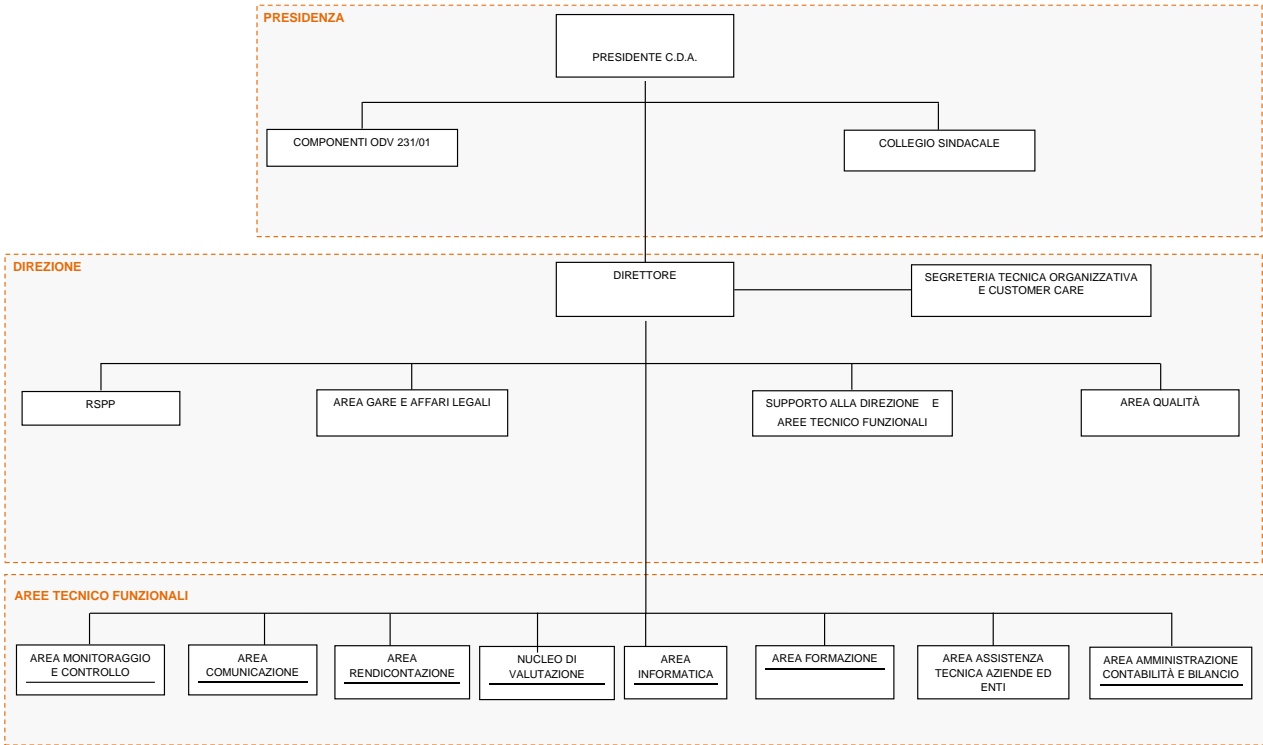 PRESIDENZA
PRESIDENTE C.D.A.
COMPONENTI ODV 231/01
COLLEGIO SINDACALE
DIREZIONE
DIRETTORE
SEGRETERIA TECNICA ORGANIZZATIVA
E CUSTOMER CARE
RSPP
AREA GARE E AFFARI LEGALI
SUPPORTO ALLA DIREZIONE E
AREE TECNICO FUNZIONALI
AREA QUALITÀ
AREE TECNICO FUNZIONALI
AREA MONITORAGGIO
E CONTROLLO
AREA
COMUNICAZIONE
AREA
RENDICONTAZIONE
NUCLEO DI
VALUTAZIONE
AREA
INFORMATICA
AREA FORMAZIONE
AREA ASSISTENZA
TECNICA AZIENDE ED
ENTI
AREA AMMINISTRAZIONE
CONTABILITÀ E BILANCIO